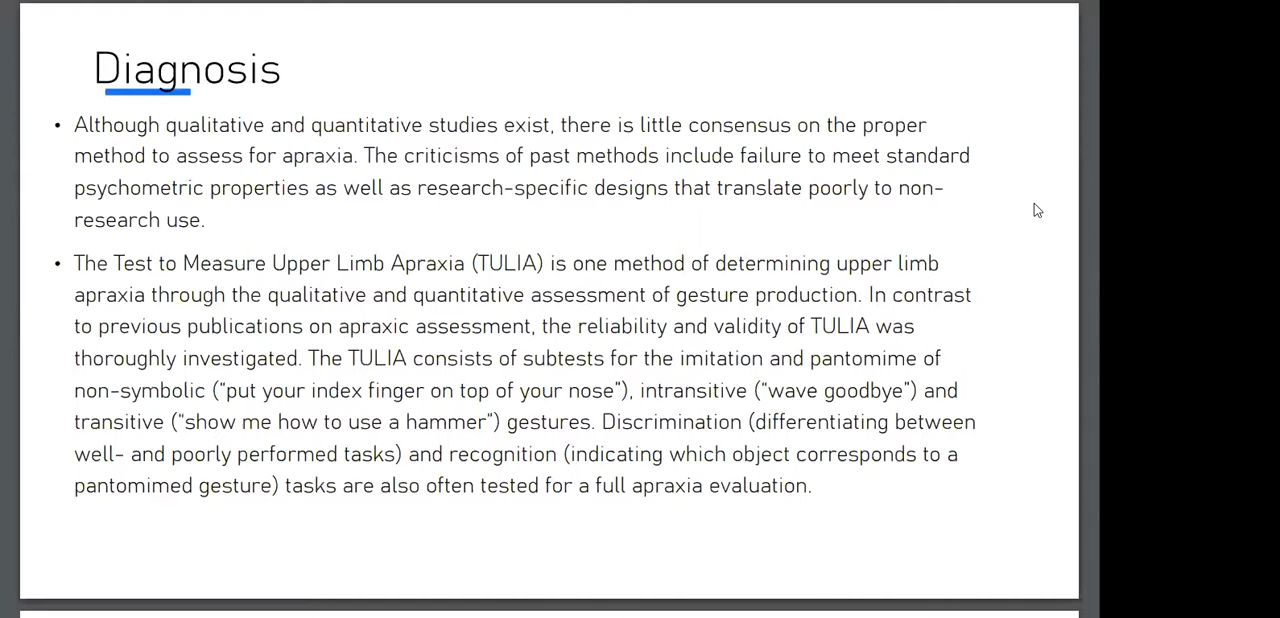 Diagnosis
• Although qualitative and quantitative studies exist, there is little consensus on the proper
method to assess for apraxia. The criticisms of past methods include failure to meet standard
psychometric properties as well as research-specific designs that translate poorly to non-
research use.
• The Test to Measure Upper Limb Apraxia (TULIA) is one method of determining upper limb
apraxia through the qualitative and quantitative assessment of gesture production. In contrast
to previous publications on apraxic assessment, the reliability and validity of TULIA was
thoroughly investigated. The TULIA consists of subtests for the imitation and pantomime of
non-symbolic ("put your index finger on top of your nose"), intransitive ("wave goodbye") and
transitive ("show me how to use a hammer") gestures. Discrimination (differentiating between
well- and poorly performed tasks) and recognition (indicating which object corresponds to a
pantomimed gesture) tasks are also often tested for a full apraxia evaluation.